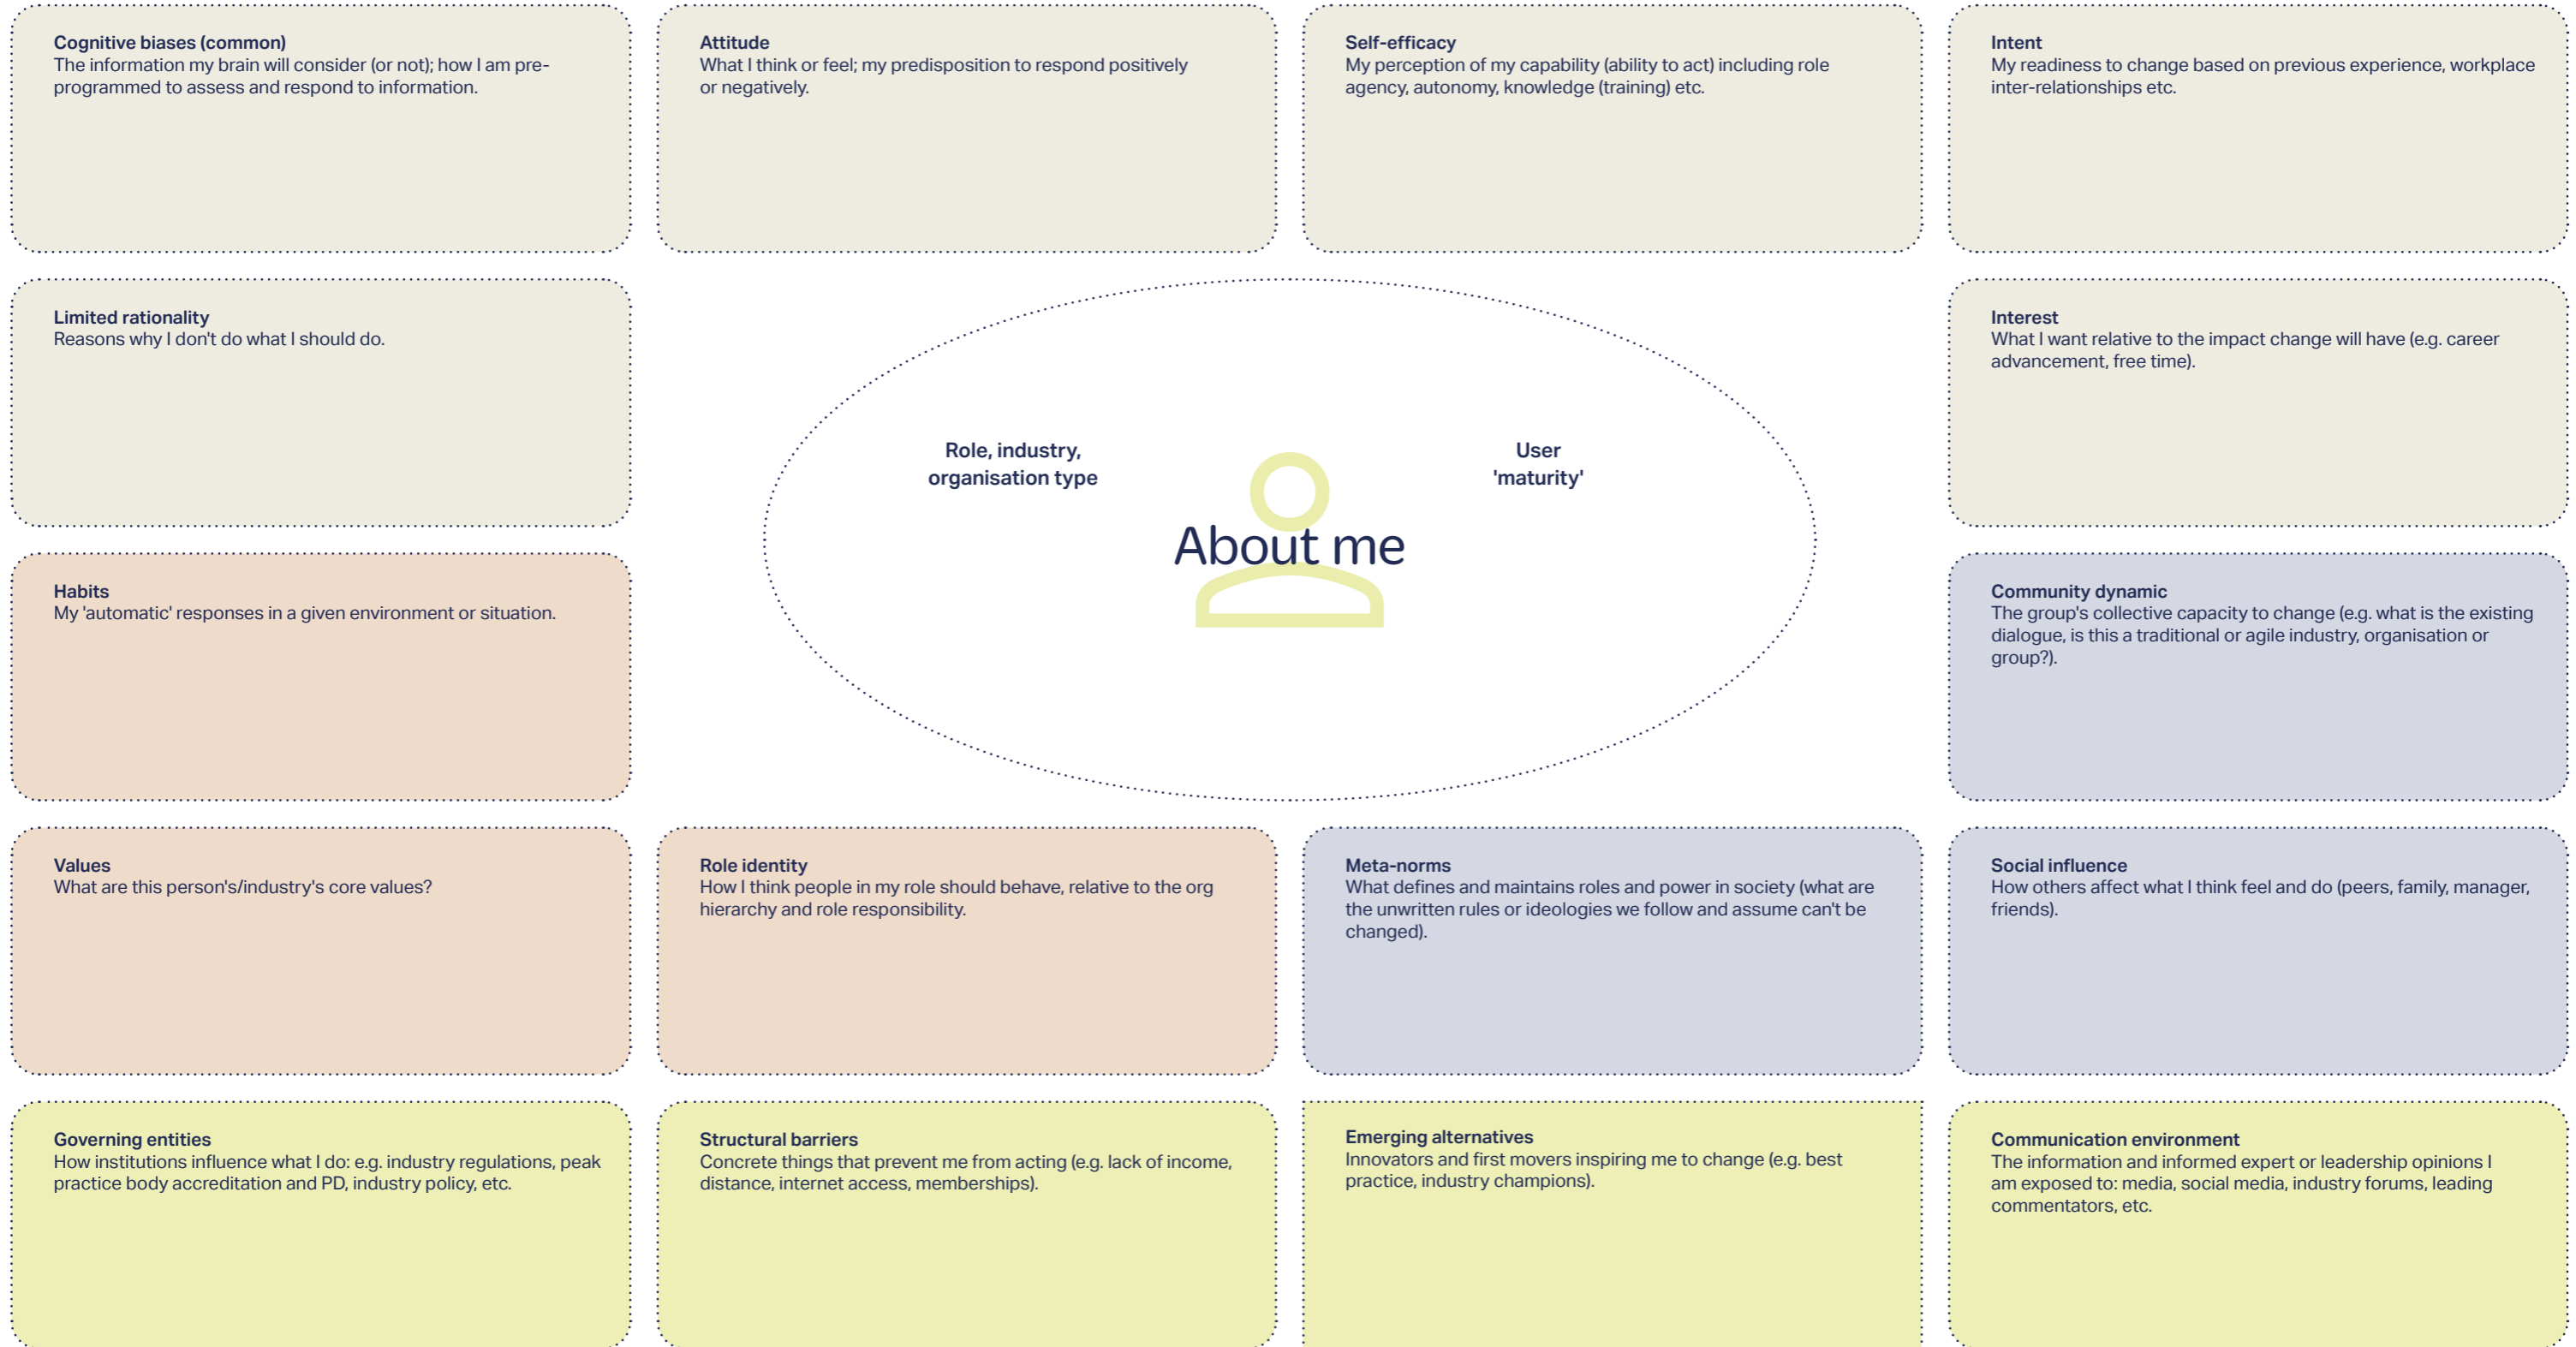 Cognitive biases (common)
The information my brain will consider (or not); how I am pre-
programmed to assess and respond to information.
Attitude
What I think or feel; my predisposition to respond positively
or negatively.
Self-efficacy
My perception of my capability (ability to act) including role
agency, autonomy, knowledge (training) etc.
Intent
My readiness to change based on previous experience, workplace
inter-relationships etc.
Limited rationality
Reasons why I don't do what I should do.
Role, industry,
organisation type
User
'maturity'
About me
Interest
What I want relative to the impact change will have (e.g. career
advancement, free time).
Habits
My 'automatic' responses in a given environment or situation.
Community dynamic
The group's collective capacity to change (e.g. what is the existing
dialogue, is this a traditional or agile industry, organisation or
group?).
Values
What are this person's/industry's core values?
Role identity
How I think people in my role should behave, relative to the org
hierarchy and role responsibility.
Meta-norms
What defines and maintains roles and power in society (what are
the unwritten rules or ideologies we follow and assume can't be
changed).
Social influence
How others affect what I think feel and do (peers, family, manager,
friends).
Governing entities
How institutions influence what I do: e.g. industry regulations, peak
practice body accreditation and PD, industry policy, etc.
Structural barriers
Concrete things that prevent me from acting (e.g. lack of income,
distance, internet access, memberships).
Emerging alternatives
Innovators and first movers inspiring me to change (e.g. best
practice, industry champions).
Communication environment
The information and informed expert or leadership opinions I
am exposed to: media, social media, industry forums, leading
commentators, etc.